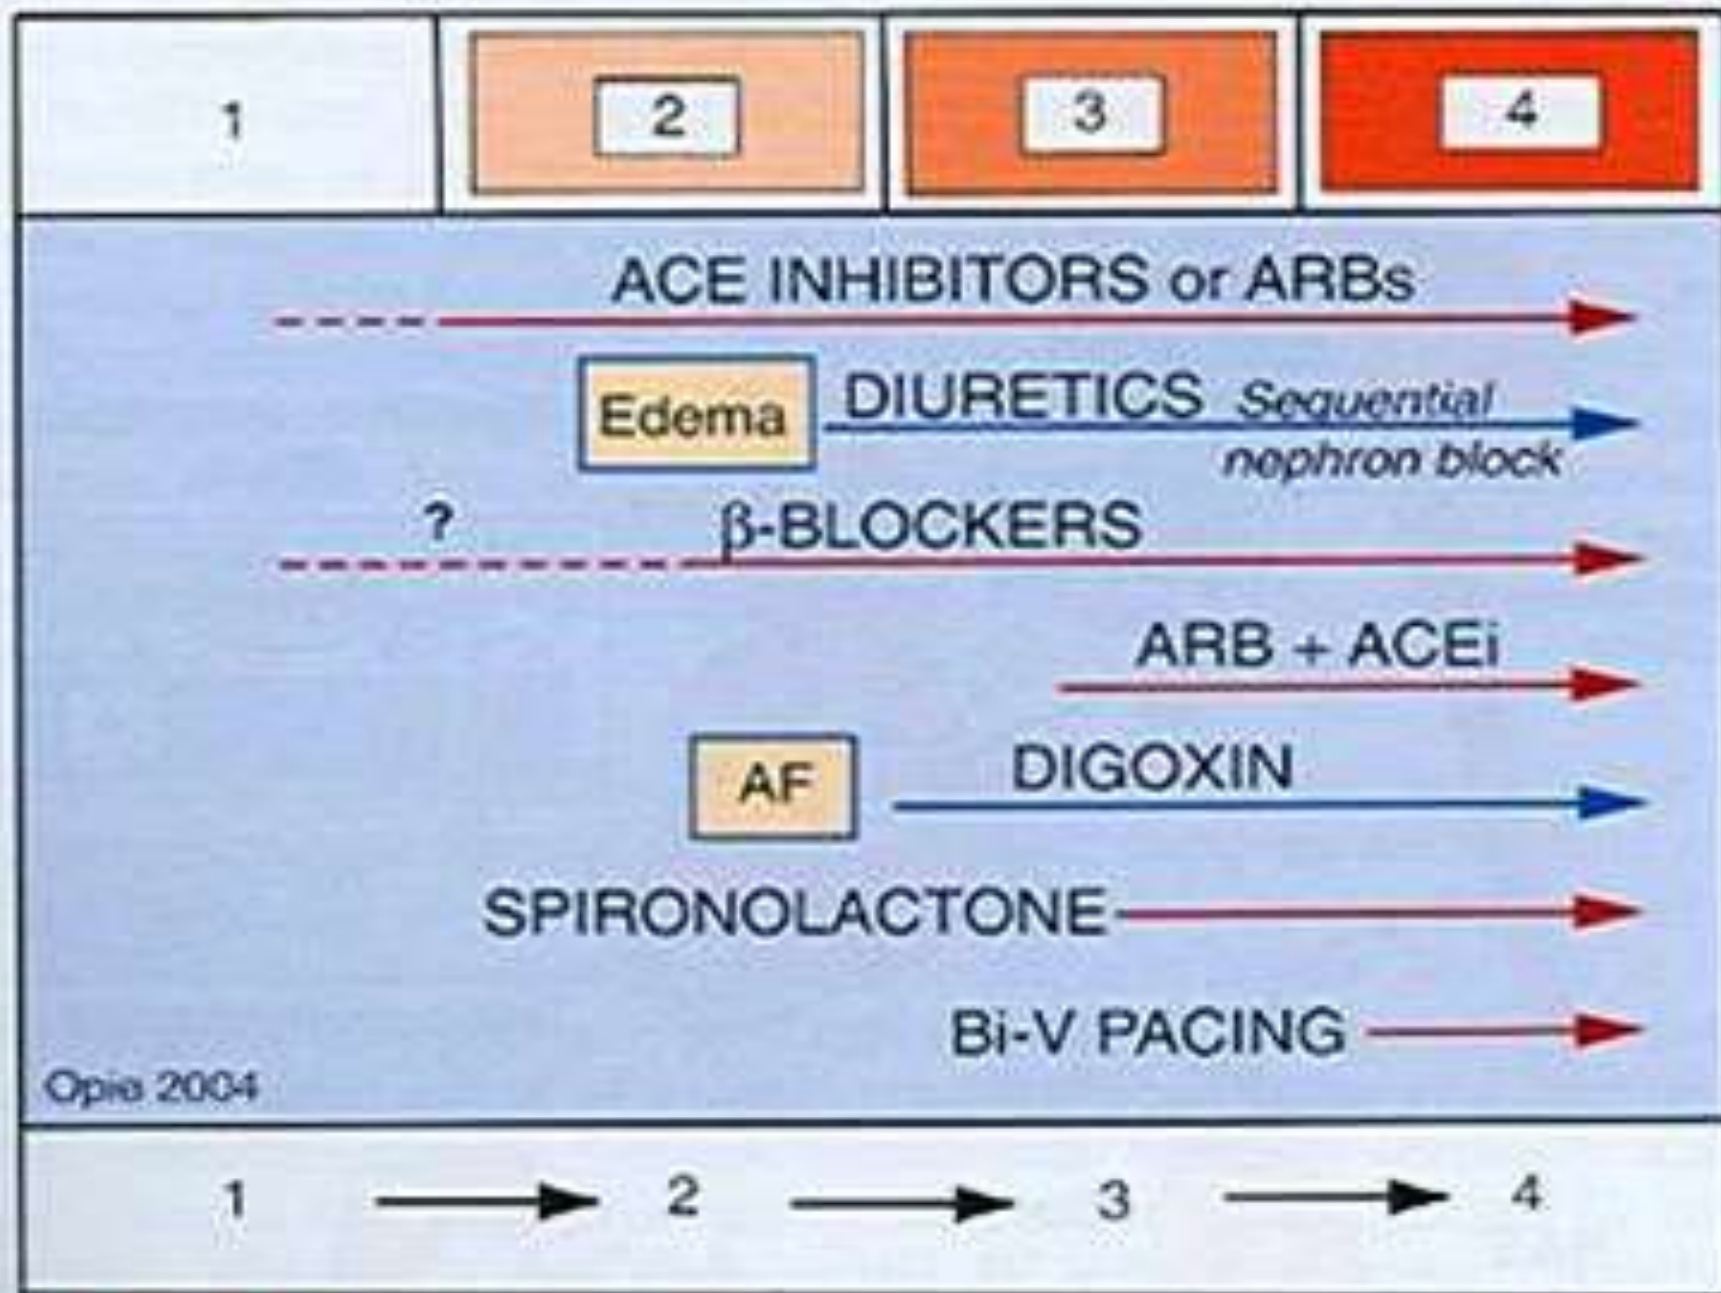 1 2 3 4
ACE INHIBITORS or ARBs
Edema DIURETICS Sequential
nephron block
?
β-BLOCKERS
ARB + ACEi
AF DIGOXIN
SPIRONOLACTONE
Bi-V PACING
Opie 2004
1 2 3 4